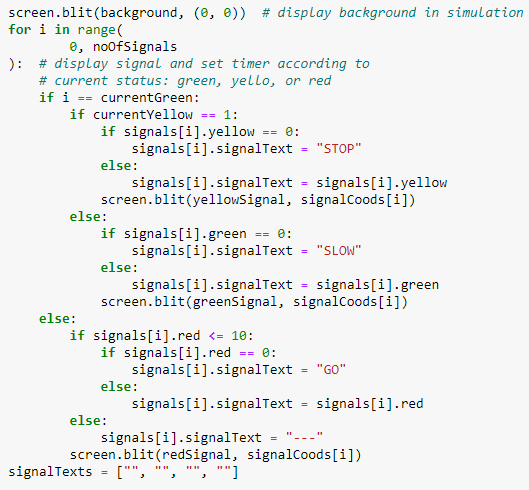 screen.blit(background, (0, 0))  # display background in simulation
for i in range(
        0, noOfSignals
):  # display signal and set timer according to
    # current status: green, yello, or red
    if i == currentGreen:
        if currentYellow == 1:
            if signals[i].yellow == 0:
                signals[i].signalText = "STOP"
            else:
                signals[i].signalText = signals[i].yellow
            screen.blit(yellowSignal, signalCoods[i])
        else:
            if signals[i].green == 0:
                signals[i].signalText = "SLOW"
            else:
                signals[i].signalText = signals[i].green
            screen.blit(greenSignal, signalCoods[i])
    else:
        if signals[i].red <= 10:
            if signals[i].red == 0:
                signals[i].signalText = "GO"
            else:
                signals[i].signalText = signals[i].red
        else:
            signals[i].signalText = "---"
        screen.blit(redSignal, signalCoods[i])
signalTexts = ["", "", "", ""]